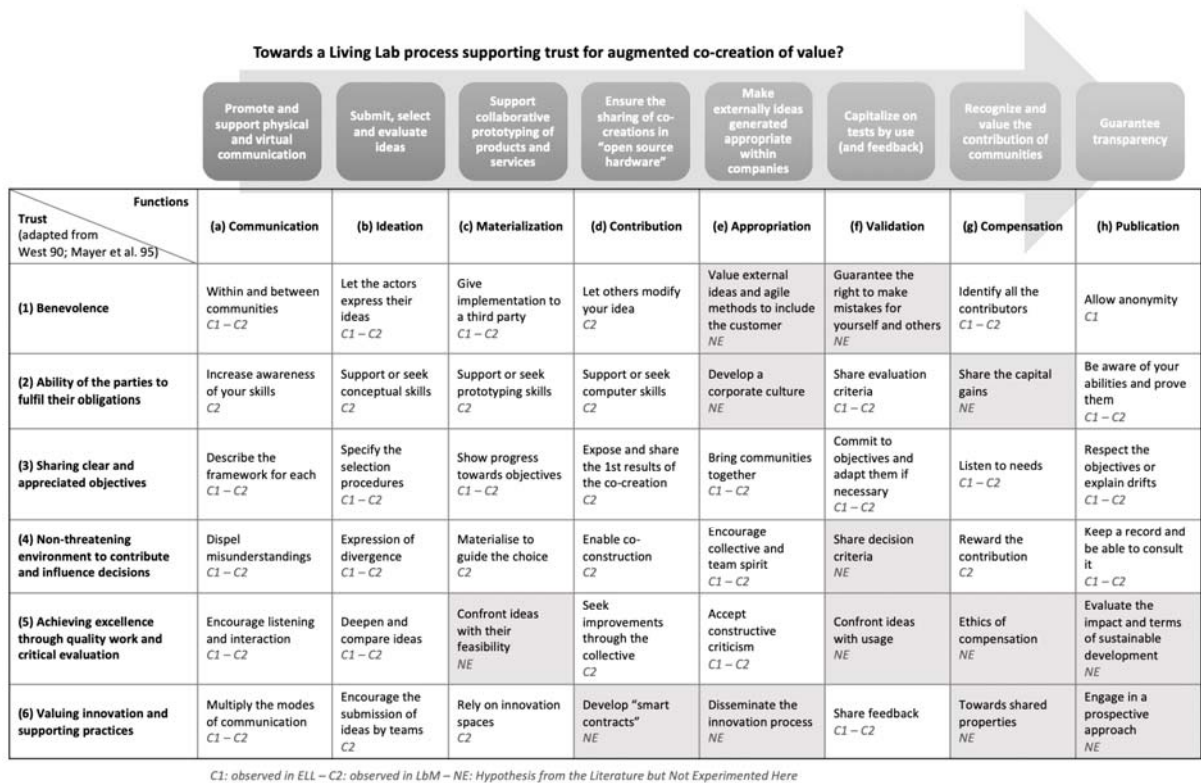 Towards a Living Lab process supporting trust for augmented co-creation of value?
Promote and
support physical
and virtual
communication
Submit, select
and evaluate
ideas
Support
collaborative
prototyping of
products and
services
Ensure the
sharing of co-
creations in
"open source
hardware"
Make
externally ideas
generated
appropriate
within
companies
Capitalize on
tests by use
(and feedback)
Recognize and
value the
contribution of
communities
Guarantee
transparency
Functions
Trust
(adapted from
West 90; Mayer et al. 95)
(a) Communication
(b) Ideation
(c) Materialization
(d) Contribution
(e) Appropriation
(f) Validation
(g) Compensation
(h) Publication
(1) Benevolence
Within and between
communities
C1 – C2
Let the actors
express their
ideas
C1 – C2
Give
implementation to
a third party
C1 – C2
Let others modify
your idea
C2
Value external
ideas and agile
methods to include
the customer
NE
Guarantee the
right to make
mistakes for
yourself and others
NE
Identify all the
contributors
C1 – C2
Allow anonymity
C1
(2) Ability of the parties to
fulfil their obligations
Increase awareness
of your skills
C2
Support or seek
conceptual skills
C2
Support or seek
prototyping skills
C2
Support or seek
computer skills
C2
Develop a
corporate culture
NE
Share evaluation
criteria
C1 – C2
Share the capital
gains
NE
Be aware of your
abilities and prove
them
C1 – C2
(3) Sharing clear and
appreciated objectives
Describe the
framework for each
C1 – C2
Specify the
selection
procedures
C1 – C2
Show progress
towards objectives
C1 – C2
Expose and share
the 1st results of
the co-creation
C2
Bring communities
together
C1 – C2
Commit to
objectives and
adapt them if
necessary
C1 – C2
Listen to needs
C1 – C2
Respect the
objectives or
explain drifts
C1 – C2
(4) Non-threatening
environment to contribute
and influence decisions
Dispel
misunderstandings
C1 – C2
Expression of
divergence
C1 – C2
Materialise to
guide the choice
C2
Enable co-
construction
C2
Encourage
collective and
team spirit
C1 – C2
Share decision
criteria
NE
Reward the
contribution
C2
Keep a record and
be able to consult
it
C1 – C2
(5) Achieving excellence
through quality work and
critical evaluation
Encourage listening
and interaction
C1 – C2
Deepen and
compare ideas
C1 – C2
Confront ideas
with their
feasibility
NE
Seek
improvements
through the
collective
C2
Accept
constructive
criticism
C1 – C2
Confront ideas
with usage
NE
Ethics of
compensation
NE
Evaluate the
impact and terms
of sustainable
development
NE
(6) Valuing innovation and
supporting practices
Multiply the modes
of communication
C1 – C2
Encourage the
submission of
ideas by teams
C2
Rely on innovation
spaces
C2
Develop "smart
contracts"
NE
Disseminate the
innovation process
NE
Share feedback
C1 – C2
Towards shared
properties
NE
Engage in a
prospective
approach
NE
C1: observed in ELL – C2: observed in LbM – NE: Hypothesis from the Literature but Not Experimented Here